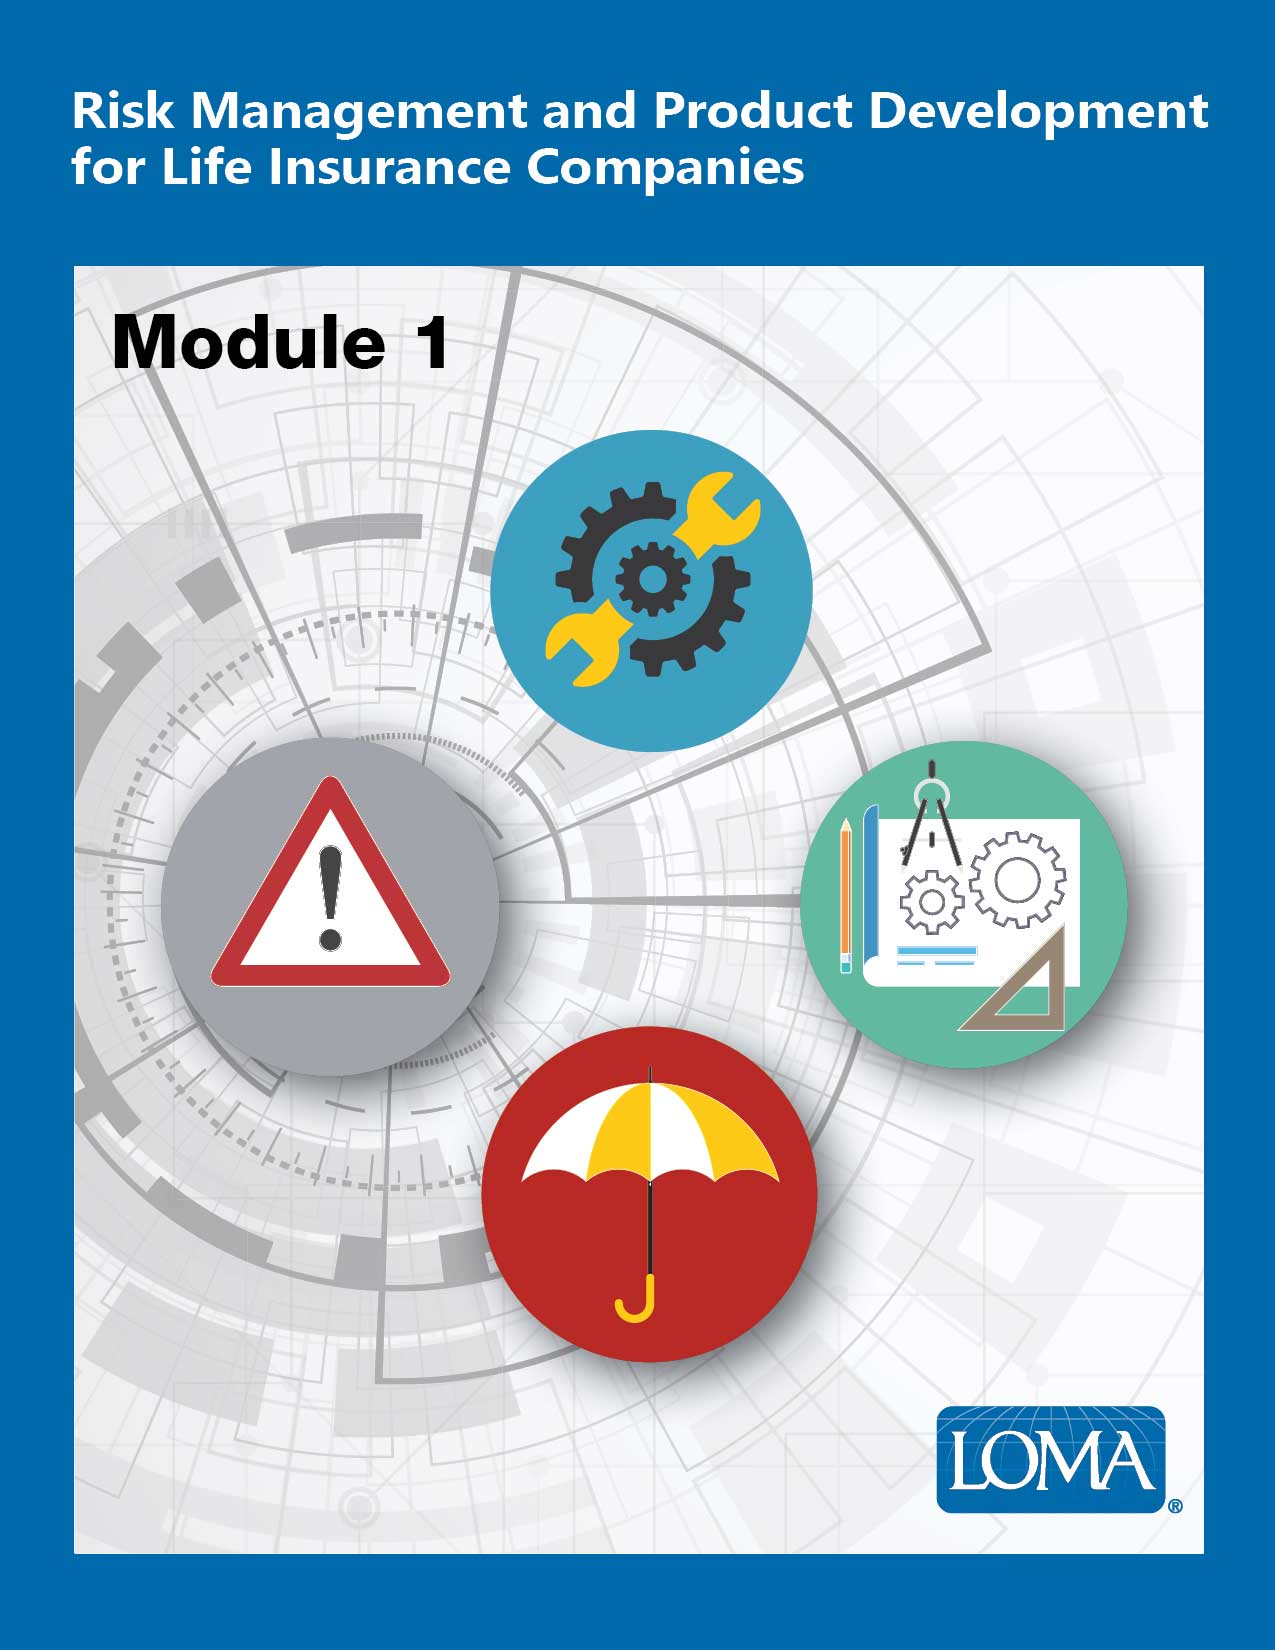 Risk Management and Product Development
for Life Insurance Companies
Module 1
LOMA
®